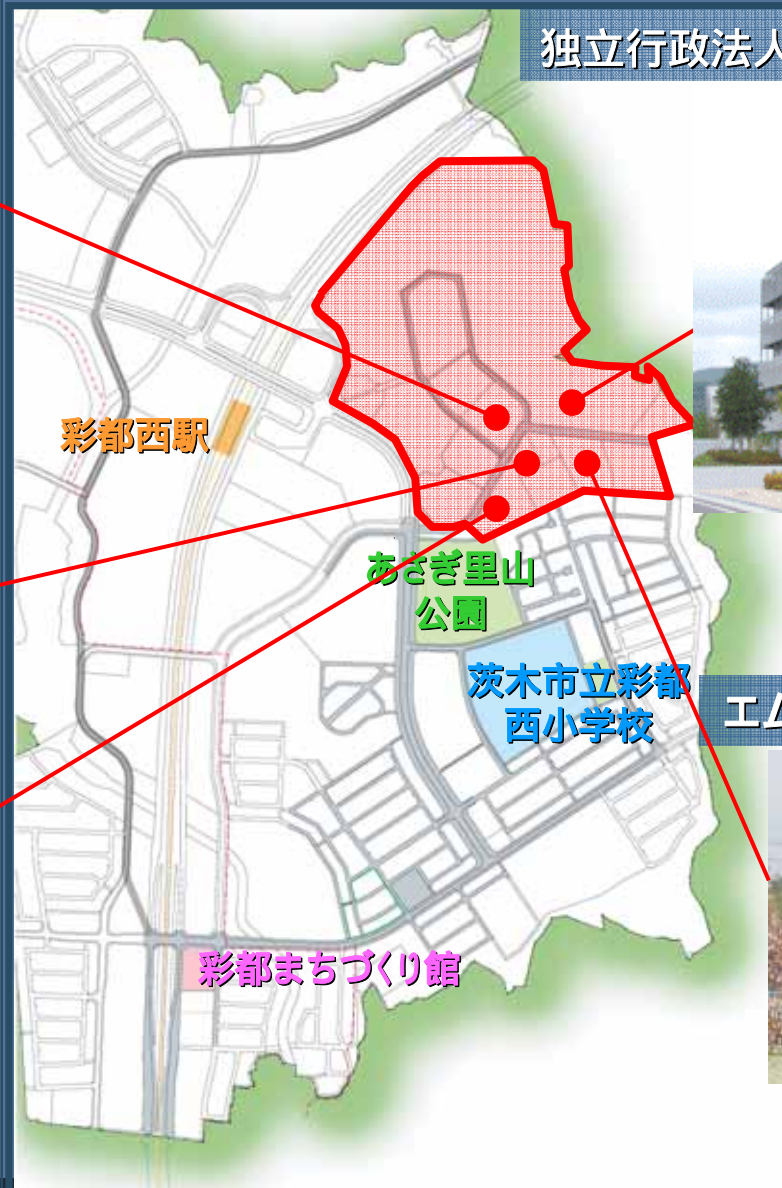 独立行政法人
彩都西駅
あさぎ里山
公園
茨木市立彩都
西小学校
エム
彩都まちづくり館